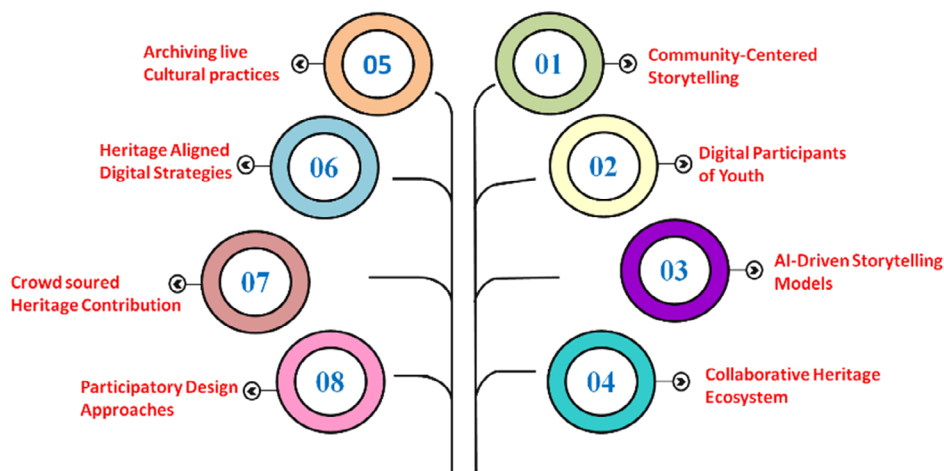 05
Archiving live
Cultural practices
06
Heritage Aligned
Digital Strategies
07
Crowd soured
Heritage Contribution
08
Participatory Design
Approaches
01
Community-Centered
Storytelling
02
Digital Participants
of Youth
03
AI-Driven Storytelling
Models
04
Collaborative Heritage
Ecosystem